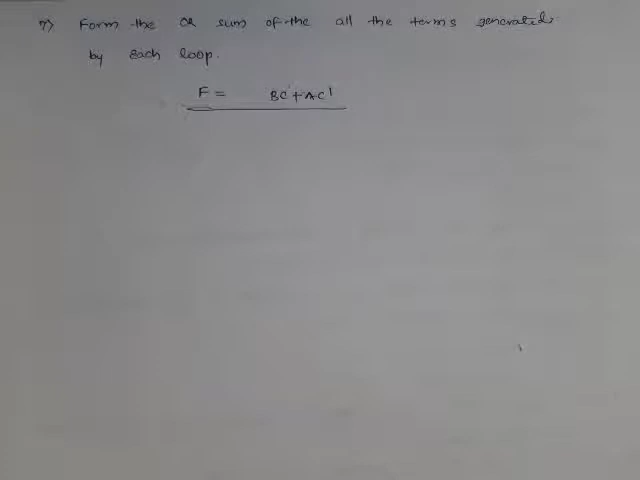 7) Form the OR sum of the all the terms generated
by each loop.
F = BC'+AC'